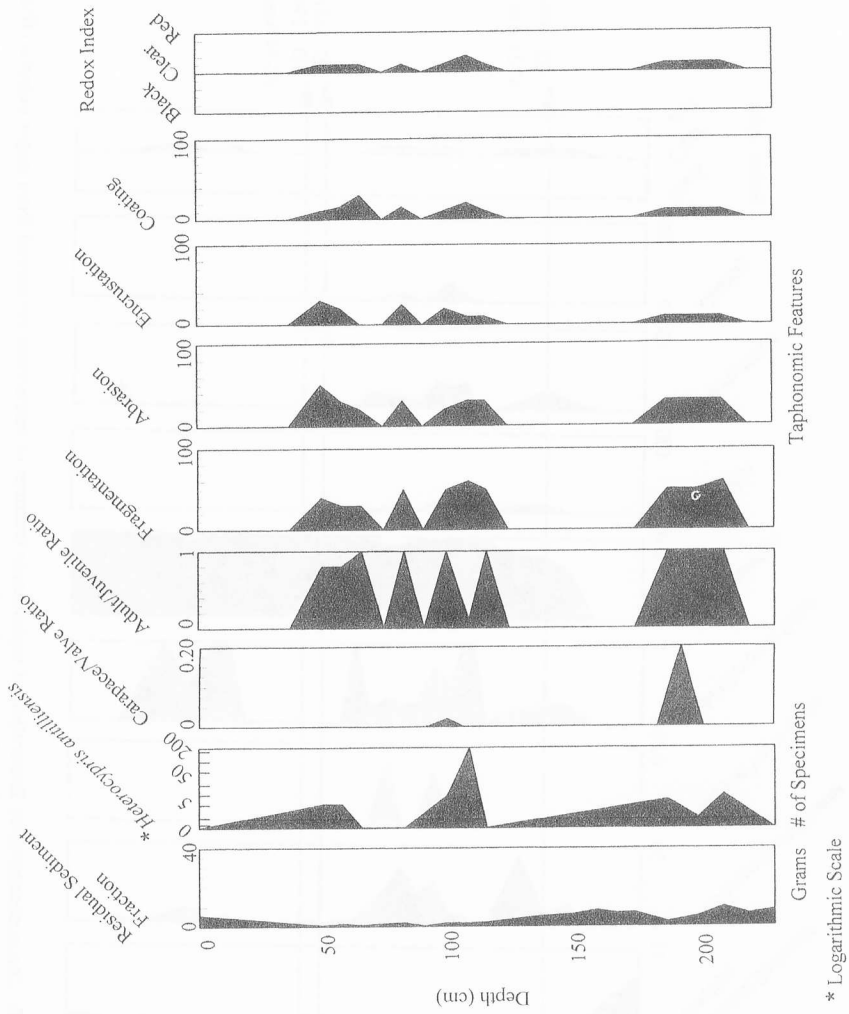 Residual Sediment
Fraction
* Heterocypris antilliensis
Carapace/Valve Ratio
Adult/Juvenile Ratio
Fragmentation
Abrasion
Encrustation
Coating
Redox Index
Black
Clear
Red
0
40
0
5
50
200
0
0.20
0
1
0
100
0
100
0
100
0
100
0
50
100
150
200
Depth (cm)
G
Grams
# of Specimens
Taphonomic Features
* Logarithmic Scale